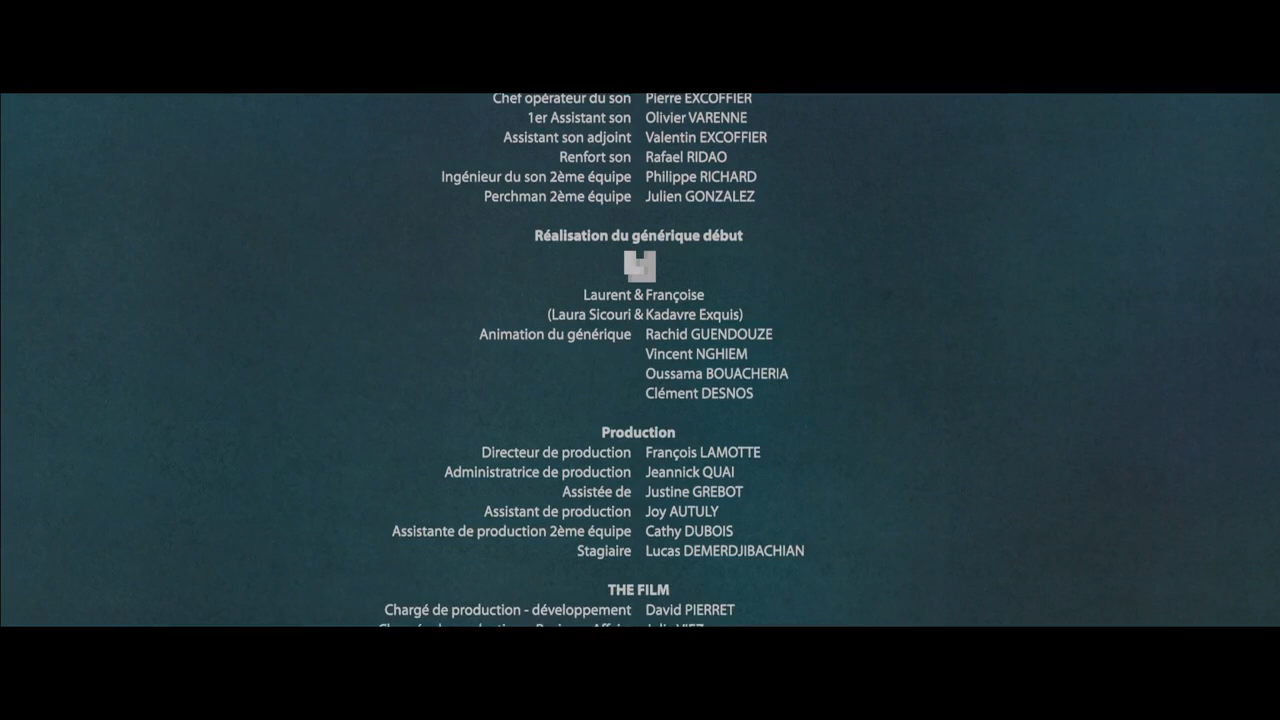 Chef opérateur du son Pierre EXCOFFIER
1er Assistant son Olivier VARENNE
Assistant son adjoint Valentin EXCOFFIER
Renfort son Rafael RIDAO
Ingénieur du son 2ème équipe Philippe RICHARD
Perchman 2ème équipe Julien GONZALEZ
Réalisation du générique début
Laurent & Françoise
(Laura Sicouri & Kadavre Exquis)
Animation du générique Rachid GUENDOUZE
Vincent NGHIEM
Oussama BOUACHERIA
Clément DESNOS
Production
Directeur de production François LAMOTTE
Administratrice de production Jeannick QUAI
Assistée de Justine GREBOT
Assistant de production Joy AUTULY
Assistante de production 2ème équipe Cathy DUBOIS
Stagiaire Lucas DEMERDJIBACHIAN
THE FILM
Chargé de production - développement David PIERRET